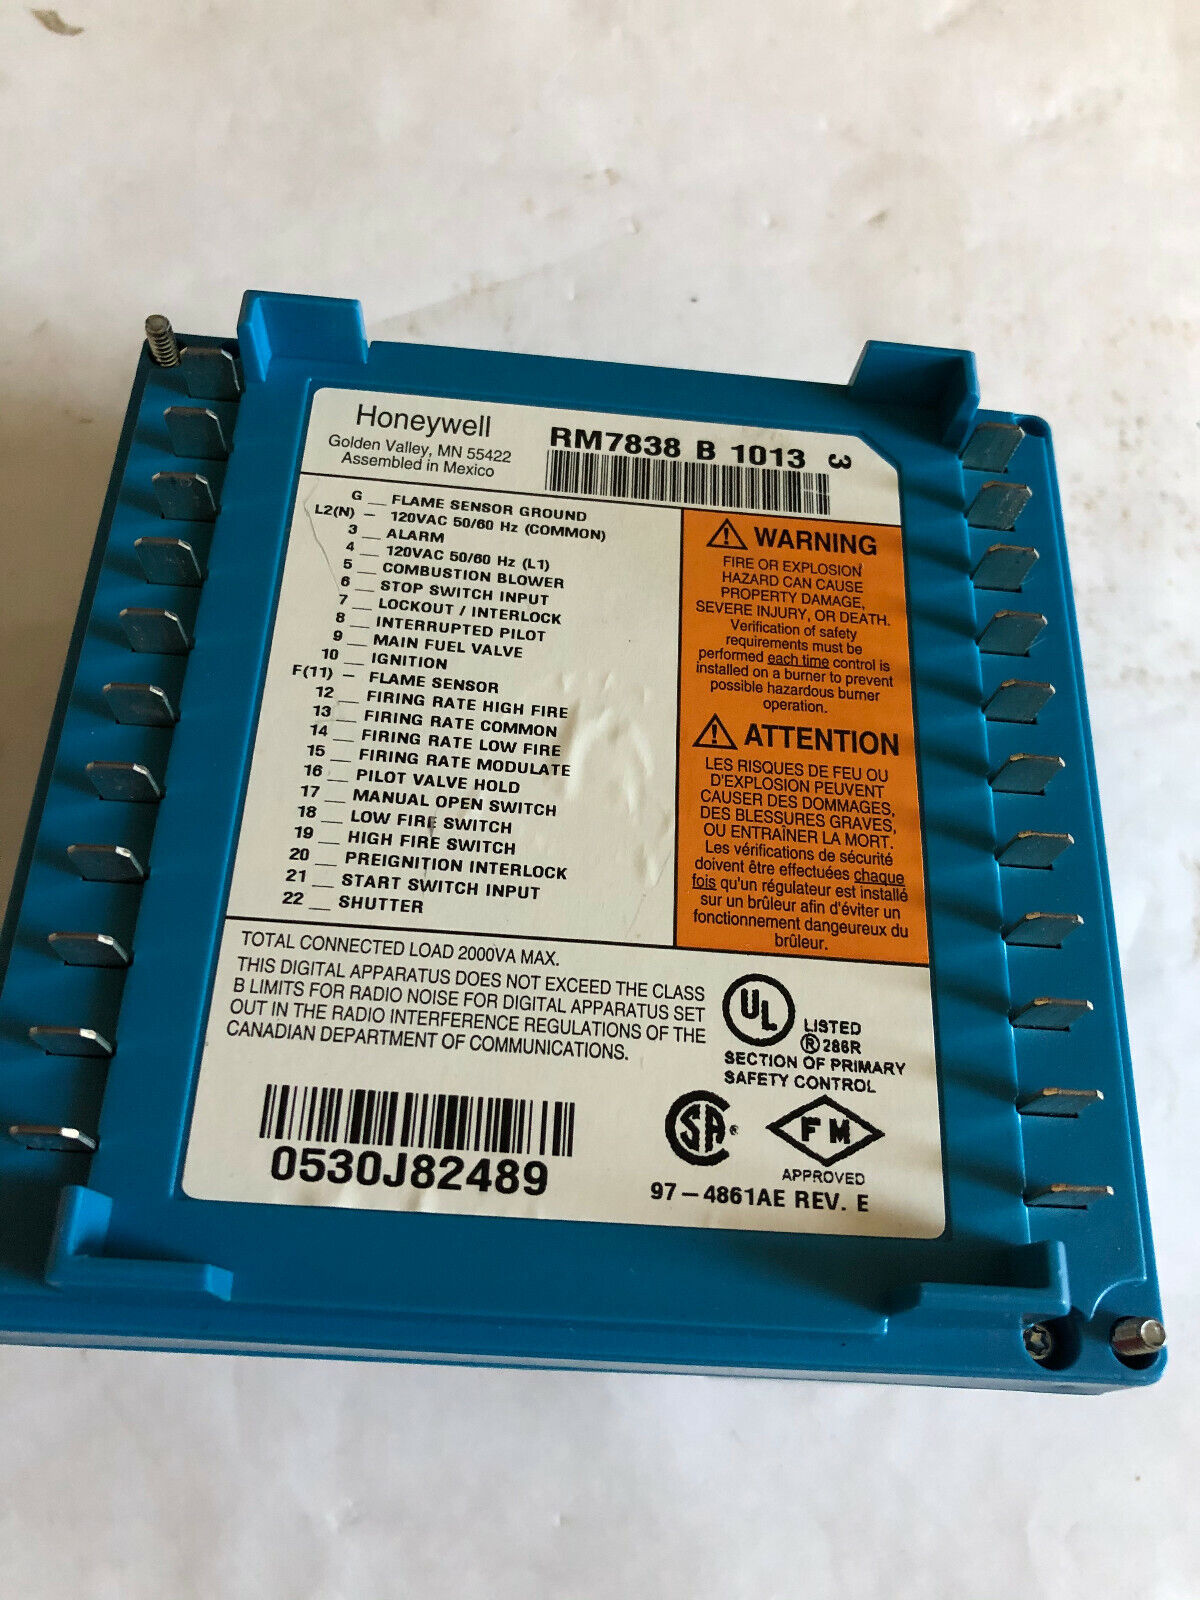 Honeywell
Golden Valley, MN 55422
Assembled in Mexico
RM7838 B 1013 3
G __ FLAME SENSOR GROUND
L2(N) – 120VAC 50/60 Hz (COMMON)
3 __ ALARM
4 __ 120VAC 50/60 Hz (L1)
5 __ COMBUSTION BLOWER
6 __ STOP SWITCH INPUT
7 __ LOCKOUT / INTERLOCK
8 __ INTERRUPTED PILOT
9 __ MAIN FUEL VALVE
10 __ IGNITION
F(11) – FLAME SENSOR
12 __ FIRING RATE HIGH FIRE
13 __ FIRING RATE COMMON
14 __ FIRING RATE LOW FIRE
15 __ FIRING RATE MODULATE
16 __ PILOT VALVE HOLD
17 __ MANUAL OPEN SWITCH
18 __ LOW FIRE SWITCH
19 __ HIGH FIRE SWITCH
20 __ PREIGNITION INTERLOCK
21 __ START SWITCH INPUT
22 __ SHUTTER
WARNING
FIRE OR EXPLOSION
HAZARD CAN CAUSE
PROPERTY DAMAGE,
SEVERE INJURY, OR DEATH.
Verification of safety
requirements must be
performed each time control is
installed on a burner to prevent
possible hazardous burner
operation.
ATTENTION
LES RISQUES DE FEU OU
D'EXPLOSION PEUVENT
CAUSER DES DOMMAGES,
DES BLESSURES GRAVES,
OU ENTRAÎNER LA MORT.
Les vérifications de sécurité
doivent être effectuées chaque
fois qu'un régulateur est installé
sur un brûleur afin d'éviter un
fonctionnement dangeureux du
brûleur.
TOTAL CONNECTED LOAD 2000VA MAX.
THIS DIGITAL APPARATUS DOES NOT EXCEED THE CLASS
B LIMITS FOR RADIO NOISE FOR DIGITAL APPARATUS SET
OUT IN THE RADIO INTERFERENCE REGULATIONS OF THE
CANADIAN DEPARTMENT OF COMMUNICATIONS.
UL ® LISTED
286R
SECTION OF PRIMARY
SAFETY CONTROL
SA ®
FM
APPROVED
0530J82489
97–4861AE REV. E